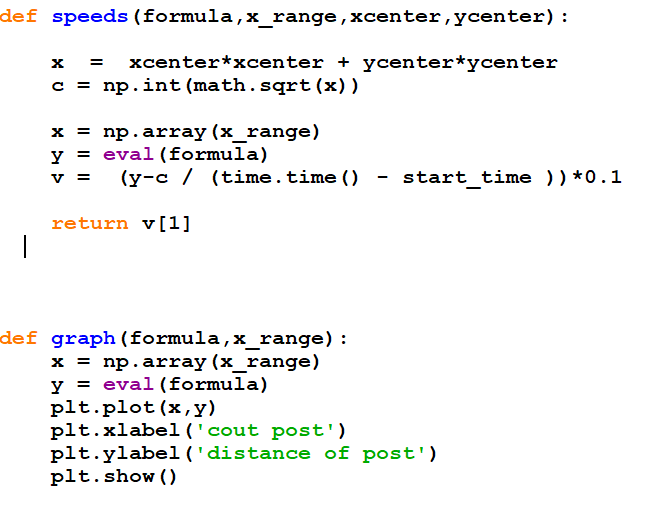 def speeds(formula,x_range,xcenter,ycenter):
x  =  xcenter*xcenter + ycenter*ycenter
c = np.int(math.sqrt(x))
x = np.array(x_range)
y = eval(formula)
v =  (y-c / (time.time() - start_time ))*0.1
return v[1]
def graph(formula,x_range):
x = np.array(x_range)
y = eval(formula)
plt.plot(x,y)
plt.xlabel('cout post')
plt.ylabel('distance of post')
plt.show()